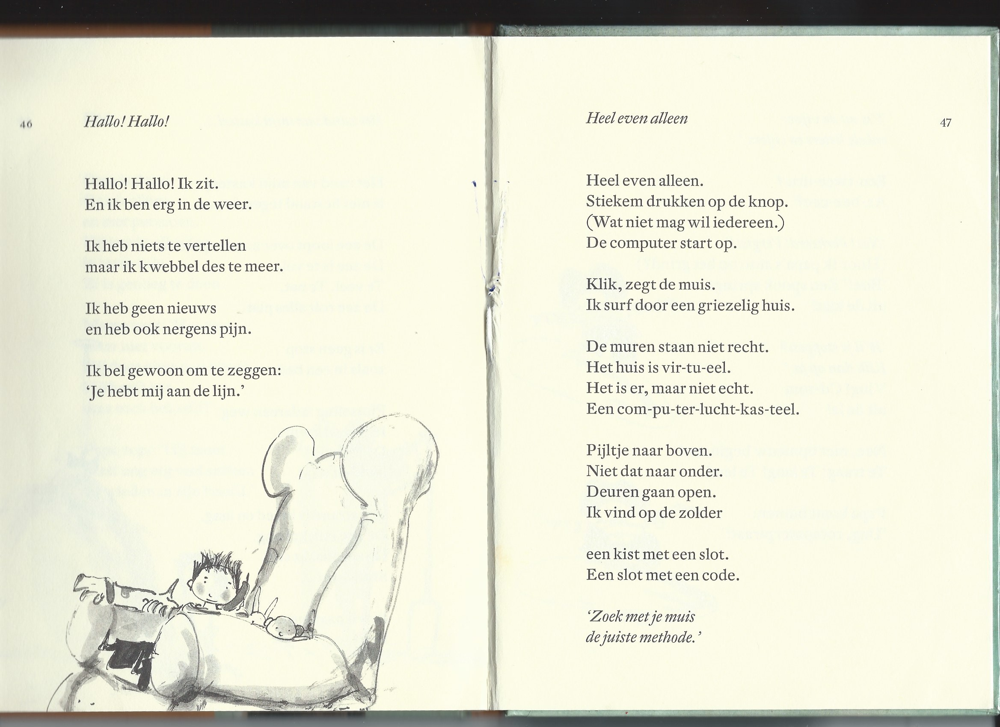 46
Hallo! Hallo!
Hallo! Hallo! Ik zit.
En ik ben erg in de weer.
Ik heb niets te vertellen
maar ik kwebbel des te meer.
Ik heb geen nieuws
en heb ook nergens pijn.
Ik bel gewoon om te zeggen:
‘Je hebt mij aan de lijn.’
Heel even alleen
47
Heel even alleen.
Stiekem drukken op de knop.
(Wat niet mag wil iedereen.)
De computer start op.
Klik, zegt de muis.
Ik surf door een griezelig huis.
De muren staan niet recht.
Het huis is vir-tu-eel.
Het is er, maar niet echt.
Een com-pu-ter-lucht-kas-teel.
Pijltje naar boven.
Niet dat naar onder.
Deuren gaan open.
Ik vind op de zolder
een kist met een slot.
Een slot met een code.
‘Zoek met je muis
de juiste methode.’